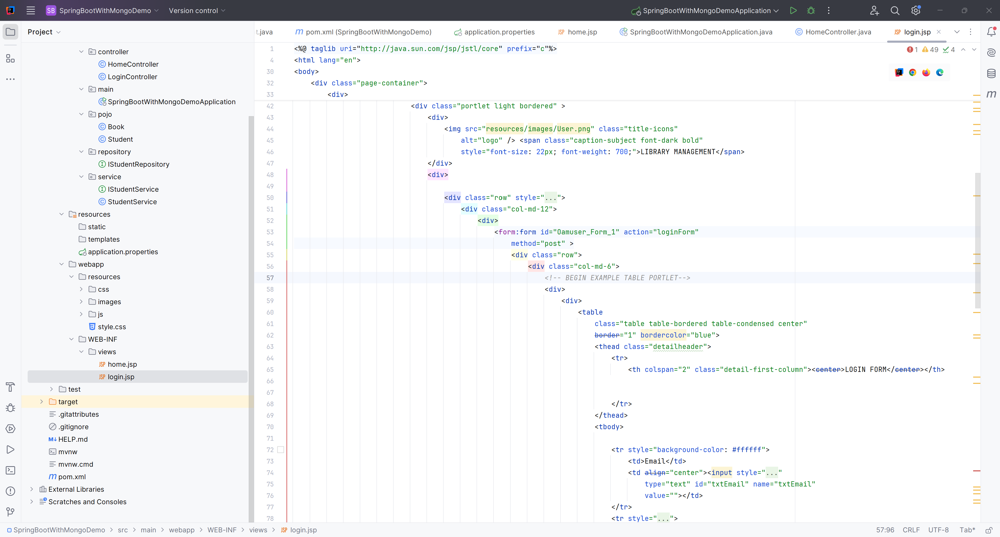 SB SpringBootWithMongoDemo Version control SpringBootWithMongoDemoApplication
Project
t.java pom.xml (SpringBootWithMongoDemo) application.properties JSP home.jsp SpringBootWithMongoDemoApplication.java HomeController.java JSP login.jsp
controller
HomeController
LoginController
main
SpringBootWithMongoDemoApplication
pojo
Book
Student
repository
IStudentRepository
service
IStudentService
StudentService
resources
static
templates
application.properties
webapp
resources
css
images
js
style.css
WEB-INF
views
JSP home.jsp
JSP login.jsp
test
target
.gitattributes
.gitignore
M↓ HELP.md
mvnw
mvnw.cmd
m pom.xml
External Libraries
Scratches and Consoles
1 49 4
1 <%@ taglib uri="http://java.sun.com/jsp/jstl/core" prefix="c"%>
4 <html lang="en">
30 <body>
32 <div class="page-container">
33 <div>
42 <div class="portlet light bordered" >
43 <div>
44 <img src="resources/images/User.png" class="title-icons"
45 alt="logo" /> <span class="caption-subject font-dark bold"
46 style="font-size: 22px; font-weight: 700;">LIBRARY MANAGEMENT</span>
47 </div>
48 <div>
49
50 <div class="row" style="...">
51 <div class="col-md-12">
52 <div>
53 <form:form id="Oamuser_Form_1" action="loginForm"
54 method="post" >
55 <div class="row">
56 <div class="col-md-6">
57 <!-- BEGIN EXAMPLE TABLE PORTLET-->
58 <div>
59 <div>
60 <table
61 class="table table-bordered table-condensed center"
62 border="1" bordercolor="blue">
63 <thead class="detailheader">
64 <tr>
65 <th colspan="2" class="detail-first-column"><center>LOGIN FORM</center></th>
66
67
68 </tr>
69 </thead>
70 <tbody>
71
72 <tr style="background-color: #ffffff">
73 <td>Email</td>
74 <td align="center"><input style="..."
75 type="text" id="txtEmail" name="txtEmail"
76 value=""></td>
77 </tr>
78 <tr style="...">
SpringBootWithMongoDemo > src > main > webapp > WEB-INF > views > JSP login.jsp 57:96 CRLF UTF-8 Tab*